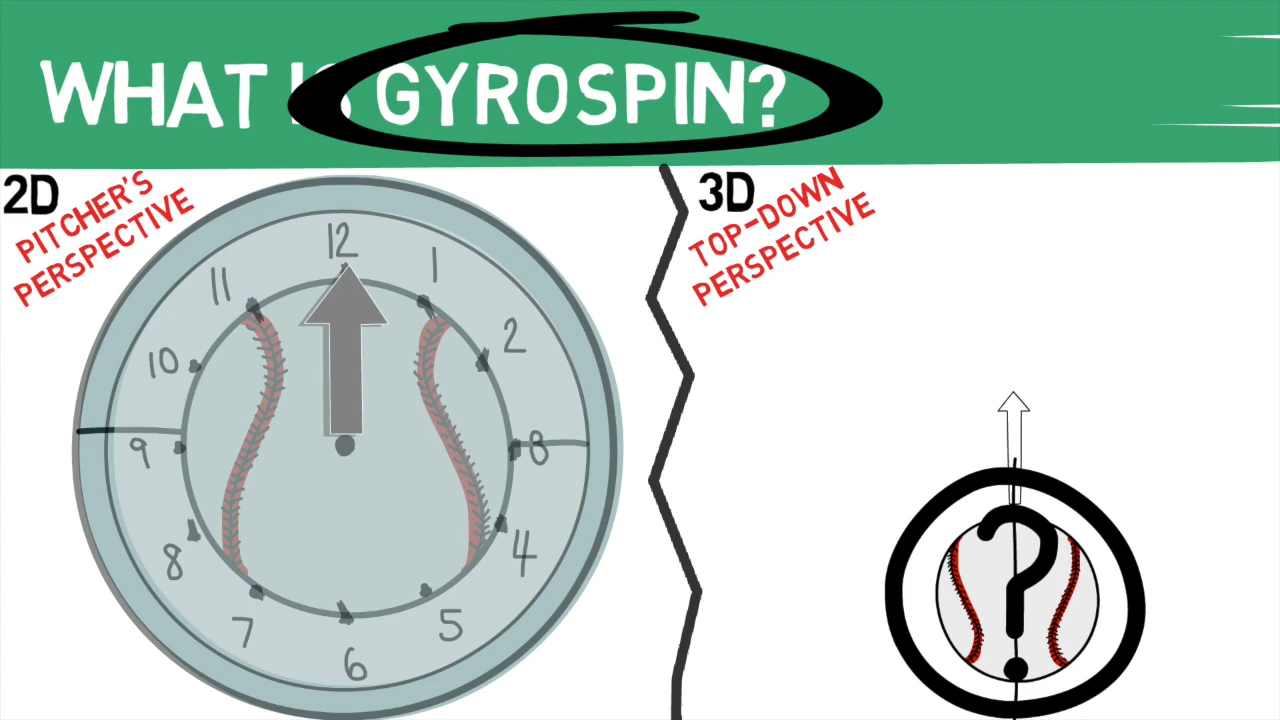 WHAT IS GYROSPIN?
2D
PITCHER'S
PERSPECTIVE
3D
TOP-DOWN
PERSPECTIVE
12
11
1
10
2
9
8
8
4
7
5
6
?